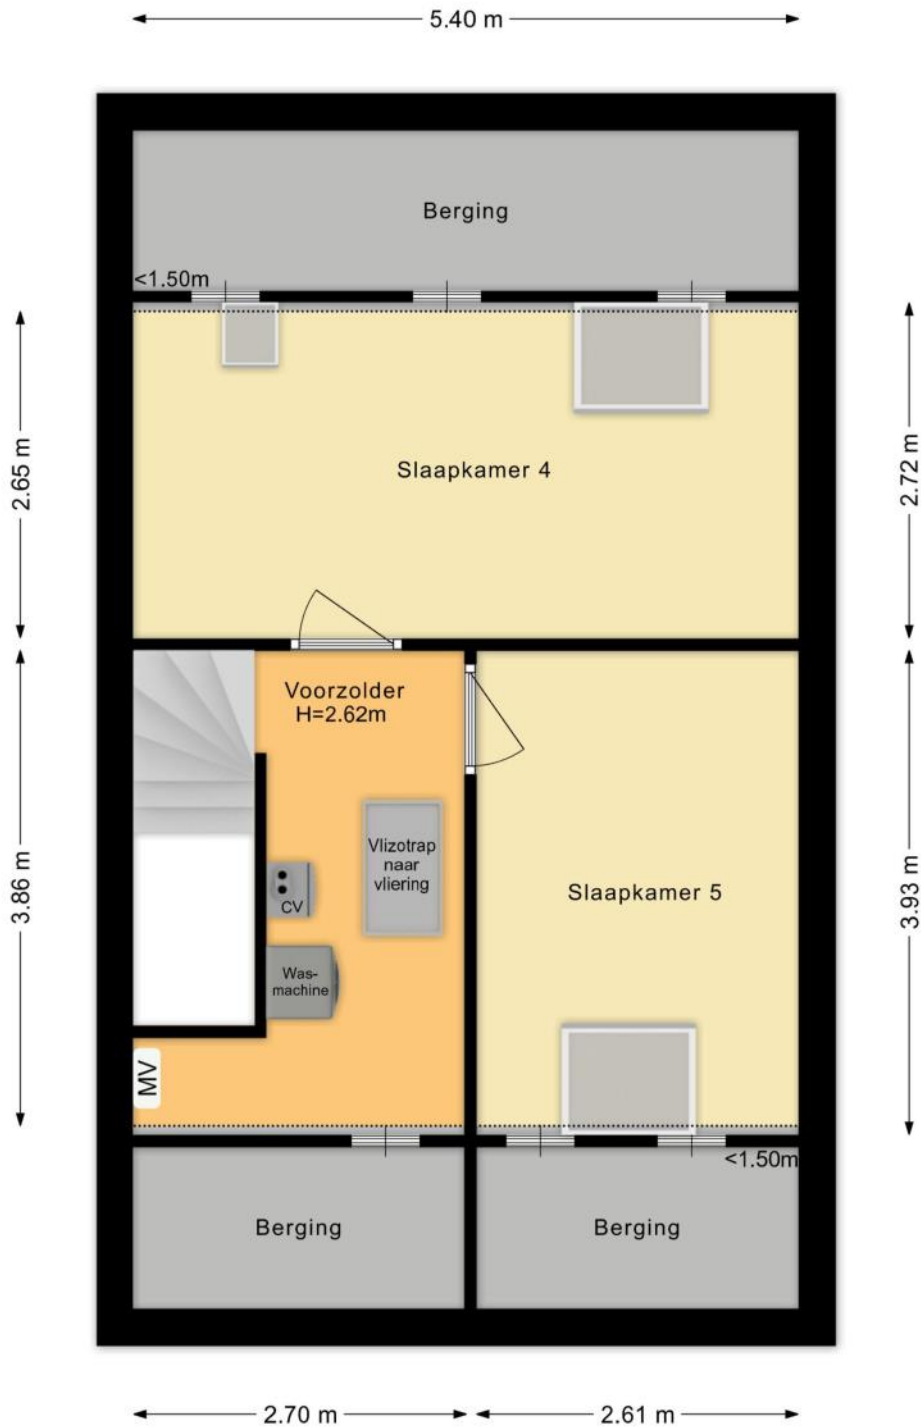 5.40 m
Berging
<1.50m
2.65 m
2.72 m
Slaapkamer 4
Voorzolder
H=2.62m
Vlizotrap
naar
vliering
3.86 m
3.93 m
CV
Slaapkamer 5
Was-
machine
MV
<1.50m
Berging
Berging
2.70 m
2.61 m